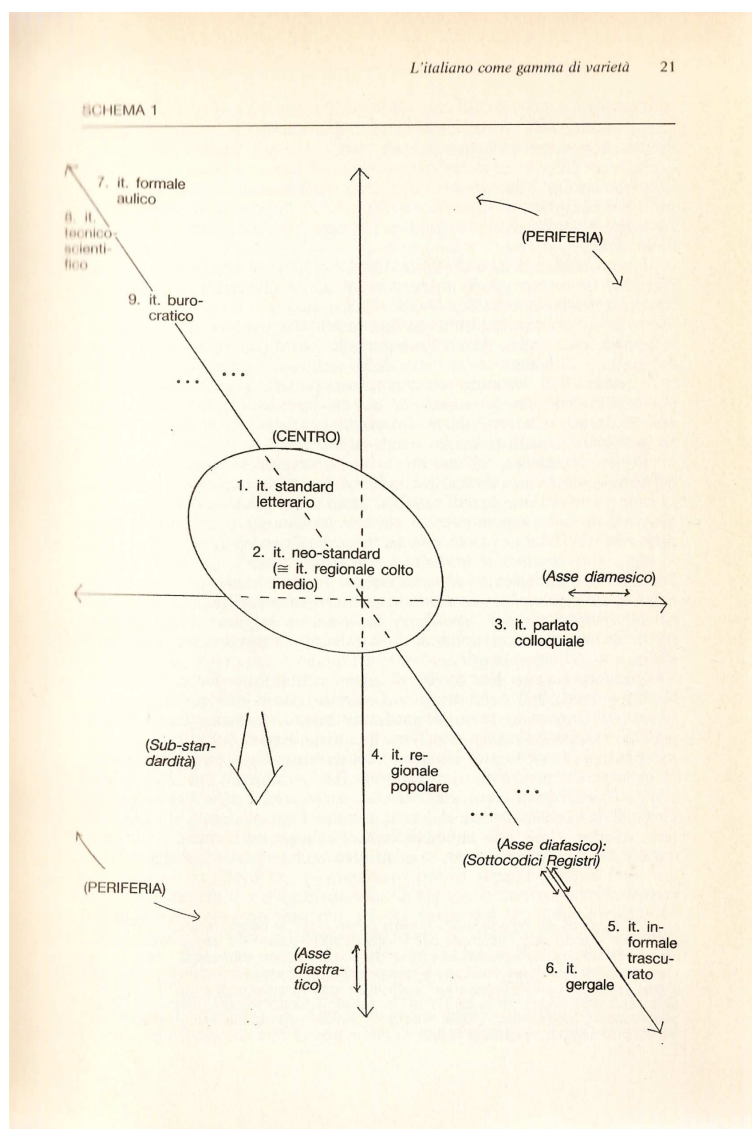 L'italiano come gamma di varietà 21
SCHEMA 1
7. it. formale
aulico
8. it.
tecnico-
scienti-
fico
(PERIFERIA)
9. it. buro-
cratico
... ...
(CENTRO)
1. it. standard
letterario
2. it. neo-standard
(≅ it. regionale colto
medio)
(Asse diamesico)
3. it. parlato
colloquiale
(Sub-stan-
dardità)
4. it. re-
gionale
popolare
... ...
(Asse diafasico):
(Sottocodici Registri)
(PERIFERIA)
5. it. in-
formale
trascu-
rato
6. it.
gergale
(Asse
diastra-
tico)